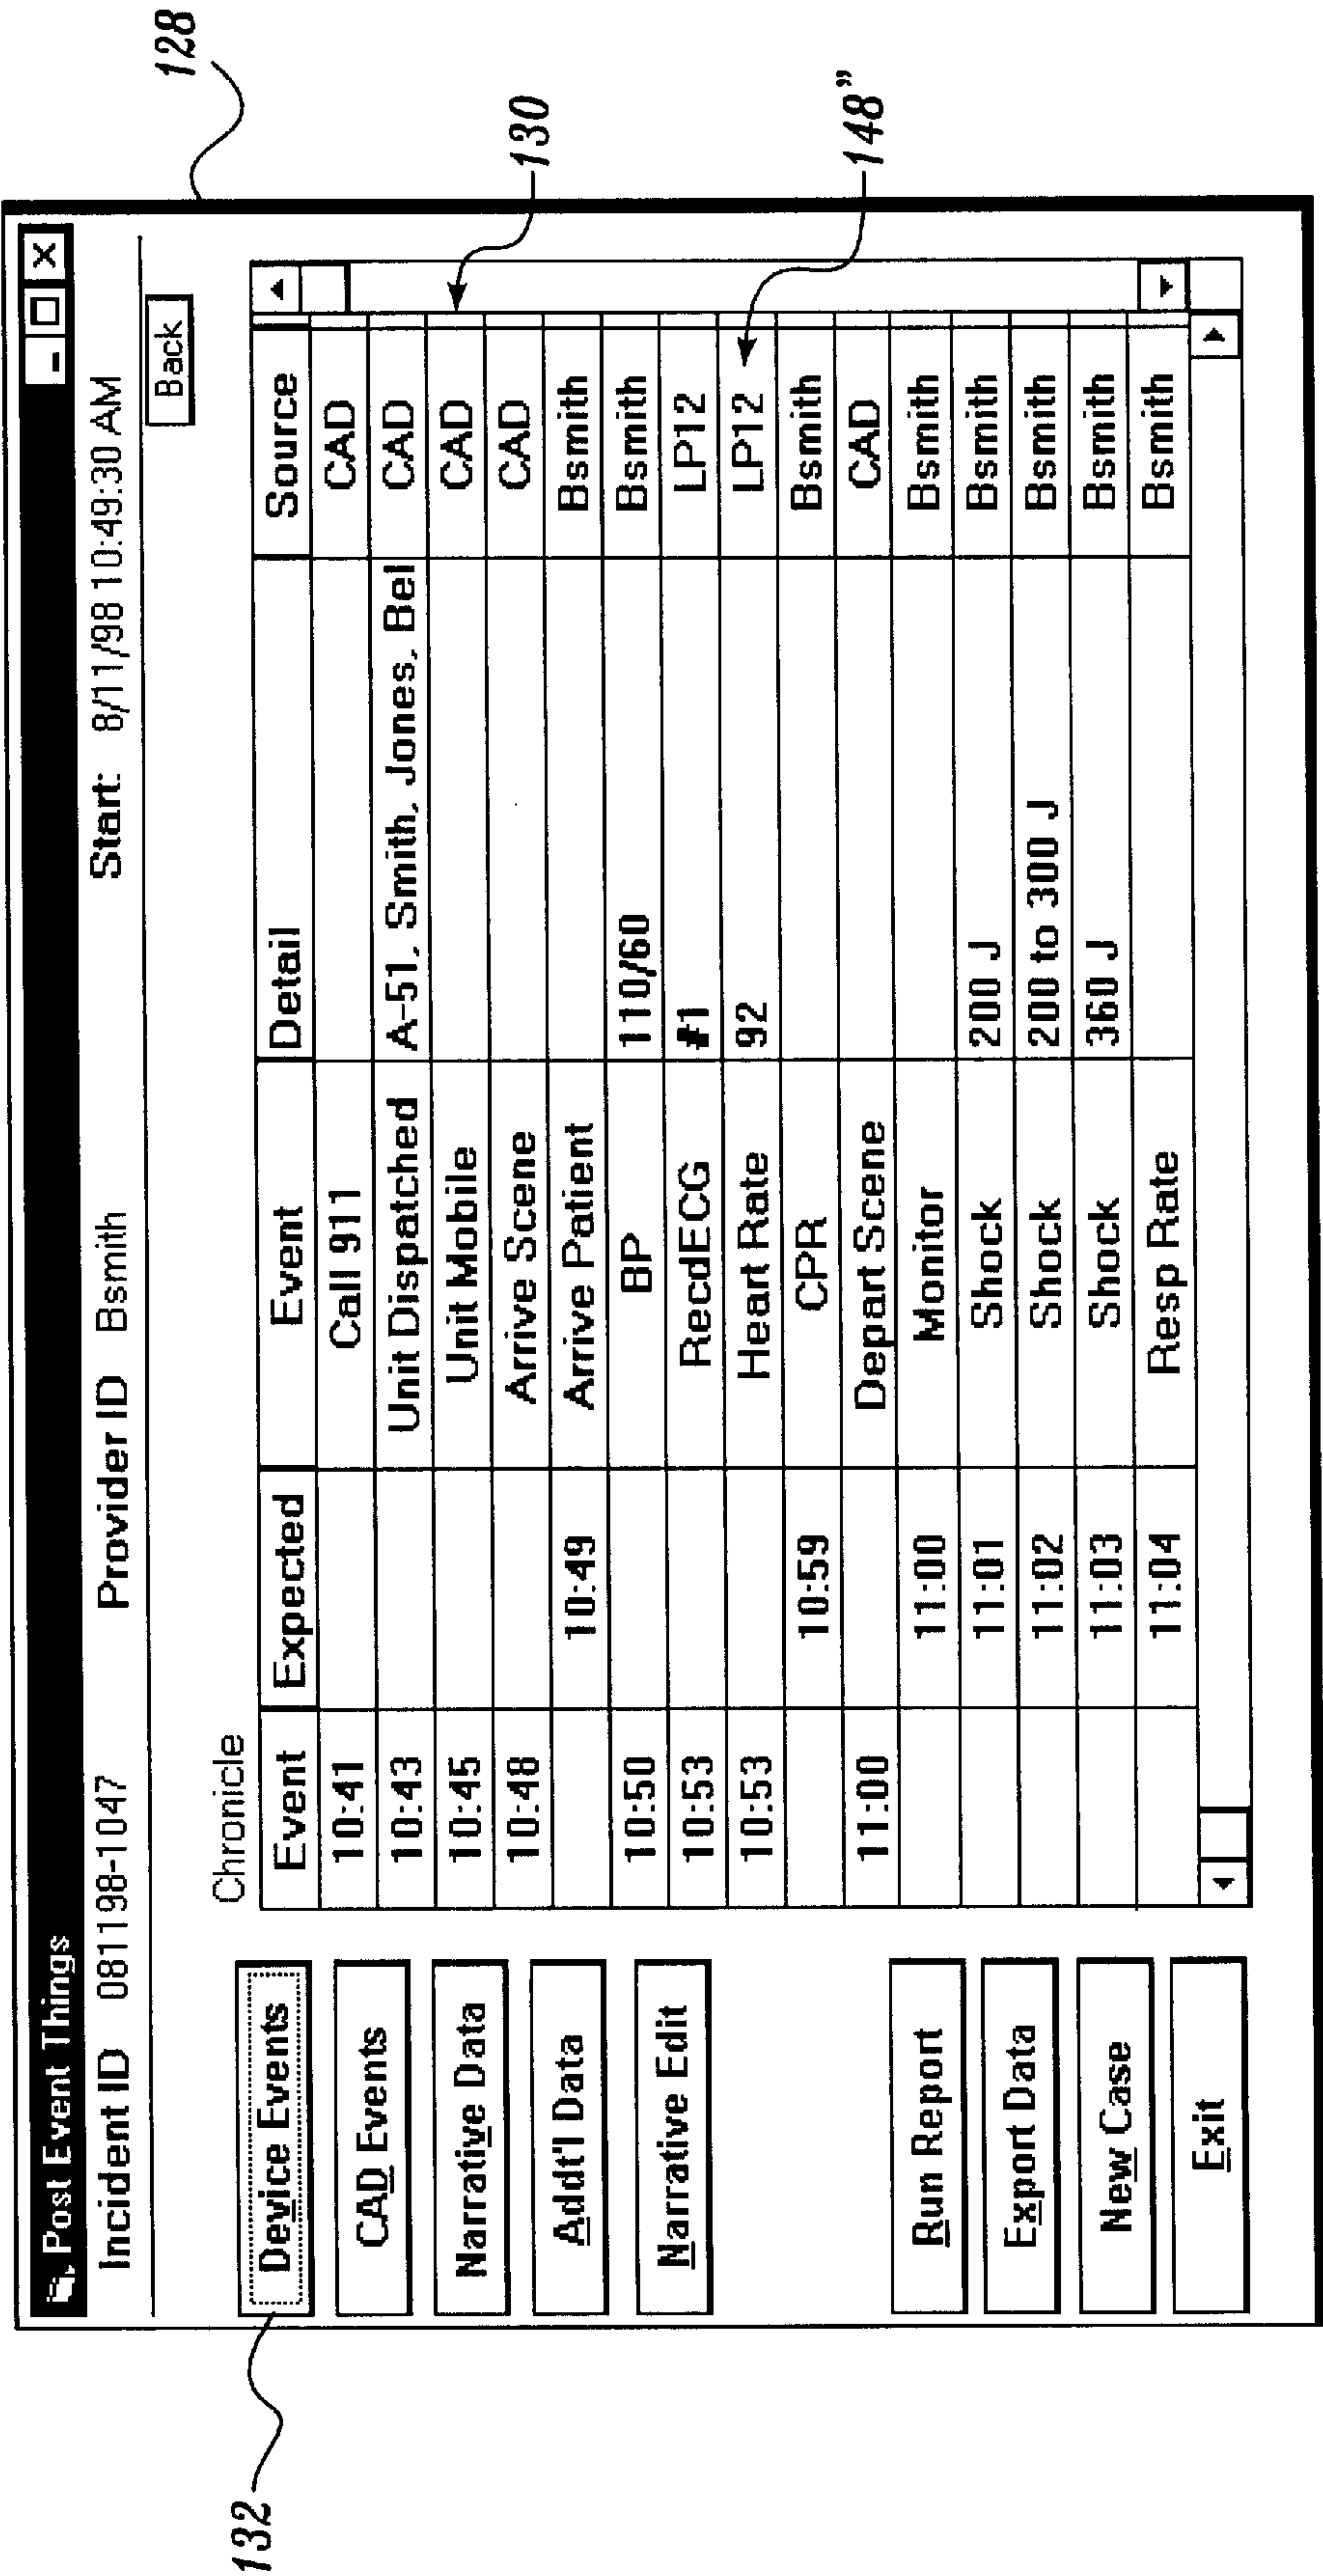 128
Post Event Things
Incident ID 081198-1047 Provider ID Bsmith Start: 8/11/98 10:49:30 AM
Back
130
148”
132
Device Events
CAD Events
Narrative Data
Addt'l Data
Narrative Edit
Run Report
Export Data
New Case
Exit
Chronicle
Event Expected Event Detail Source
10:41 Call 911 CAD
10:43 Unit Dispatched A-51, Smith, Jones, Bel CAD
10:45 Unit Mobile CAD
10:48 Arrive Scene CAD
10:49 Arrive Patient Bsmith
10:50 BP 110/60 Bsmith
10:53 RecdECG #1 LP12
10:53 Heart Rate 92 LP12
10:59 CPR Bsmith
11:00 Depart Scene CAD
11:00 Monitor Bsmith
11:01 Shock 200 J Bsmith
11:02 Shock 200 to 300 J Bsmith
11:03 Shock 360 J Bsmith
11:04 Resp Rate Bsmith